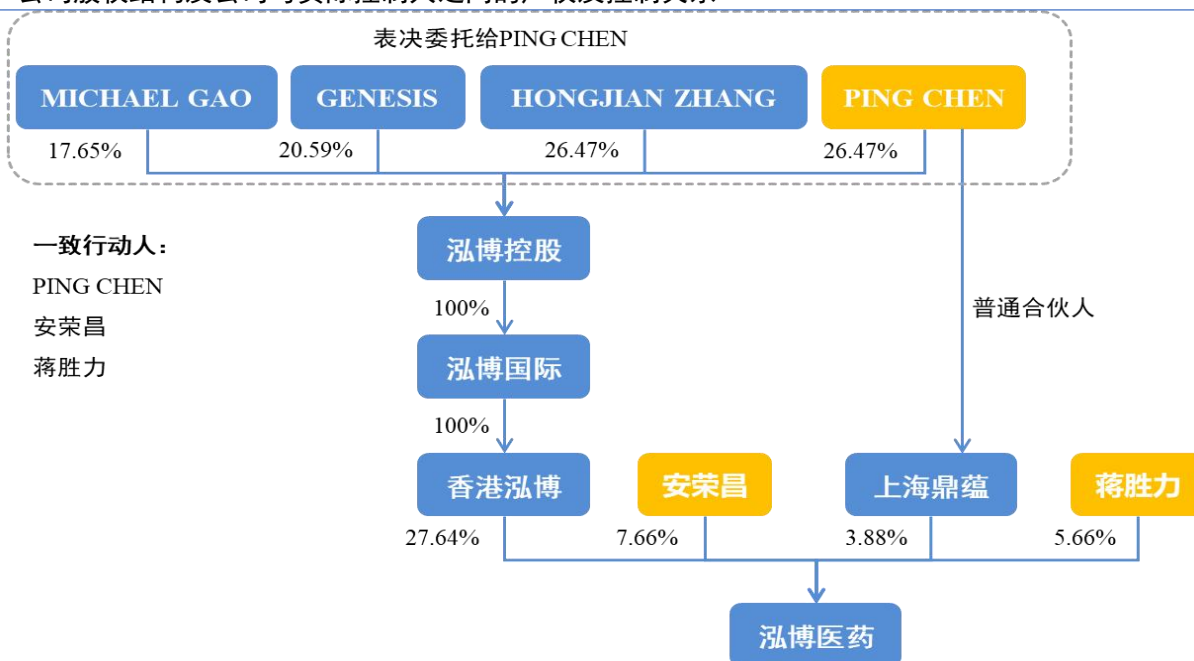 表决委托给PING CHEN
MICHAEL GAO
GENESIS
HONGJIAN ZHANG
PING CHEN
17.65%
20.59%
26.47%
26.47%
泓博控股
一致行动人：
PING CHEN
安荣昌
蒋胜力
100%
普通合伙人
泓博国际
100%
香港泓博
安荣昌
上海鼎蕴
蒋胜力
27.64%
7.66%
3.88%
5.66%
泓博医药